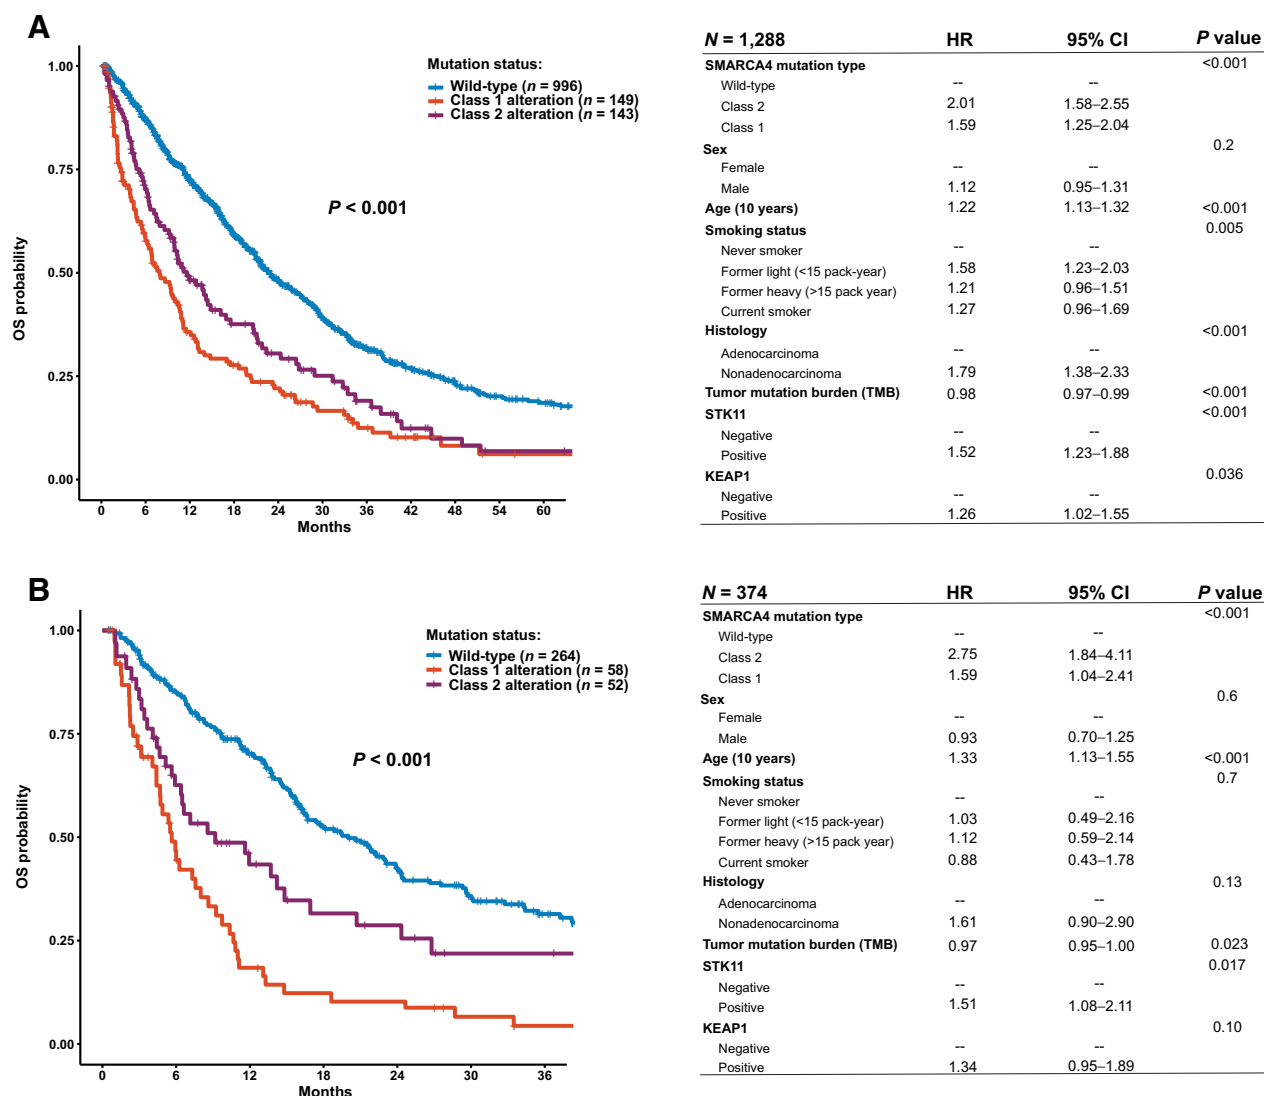 A
Mutation status:
Wild-type (n = 996)
Class 1 alteration (n = 149)
Class 2 alteration (n = 143)
P < 0.001
OS probability
1.00
0.75
0.50
0.25
0.00
0 6 12 18 24 30 36 42 48 54 60
Months
N = 1,288 HR 95% CI P value
SMARCA4 mutation type <0.001
Wild-type -- --
Class 2 2.01 1.58–2.55
Class 1 1.59 1.25–2.04
Sex 0.2
Female -- --
Male 1.12 0.95–1.31
Age (10 years) 1.22 1.13–1.32 <0.001
Smoking status 0.005
Never smoker -- --
Former light (<15 pack-year) 1.58 1.23–2.03
Former heavy (>15 pack year) 1.21 0.96–1.51
Current smoker 1.27 0.96–1.69
Histology <0.001
Adenocarcinoma -- --
Nonadenocarcinoma 1.79 1.38–2.33
Tumor mutation burden (TMB) 0.98 0.97–0.99 <0.001
STK11 <0.001
Negative -- --
Positive 1.52 1.23–1.88
KEAP1 0.036
Negative -- --
Positive 1.26 1.02–1.55
B
Mutation status:
Wild-type (n = 264)
Class 1 alteration (n = 58)
Class 2 alteration (n = 52)
P < 0.001
OS probability
1.00
0.75
0.50
0.25
0.00
0 6 12 18 24 30 36
Months
N = 374 HR 95% CI P value
SMARCA4 mutation type <0.001
Wild-type -- --
Class 2 2.75 1.84–4.11
Class 1 1.59 1.04–2.41
Sex 0.6
Female -- --
Male 0.93 0.70–1.25
Age (10 years) 1.33 1.13–1.55 <0.001
Smoking status 0.7
Never smoker -- --
Former light (<15 pack-year) 1.03 0.49–2.16
Former heavy (>15 pack year) 1.12 0.59–2.14
Current smoker 0.88 0.43–1.78
Histology 0.13
Adenocarcinoma -- --
Nonadenocarcinoma 1.61 0.90–2.90
Tumor mutation burden (TMB) 0.97 0.95–1.00 0.023
STK11 0.017
Negative -- --
Positive 1.51 1.08–2.11
KEAP1 0.10
Negative -- --
Positive 1.34 0.95–1.89